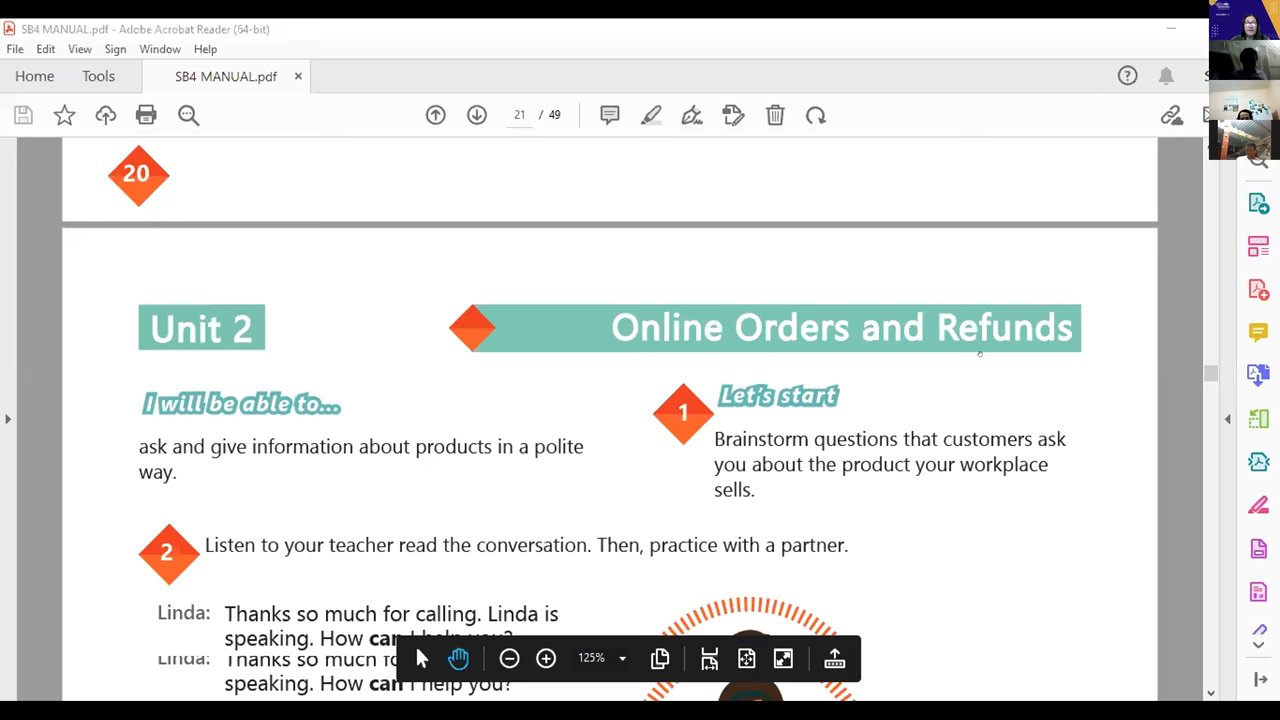 SB4 MANUAL.pdf - Adobe Acrobat Reader (64-bit)
File Edit View Sign Window Help
Home Tools SB4 MANUAL.pdf ×
21 / 49
20
Unit 2
Online Orders and Refunds
I will be able to...
ask and give information about products in a polite
way.
1
Let's start
Brainstorm questions that customers ask
you about the product your workplace
sells.
2
Listen to your teacher read the conversation. Then, practice with a partner.
Linda: Thanks so much for calling. Linda is
speaking. How can I help you?
Linda: Thanks so much fo
speaking. How can I help you?
125%